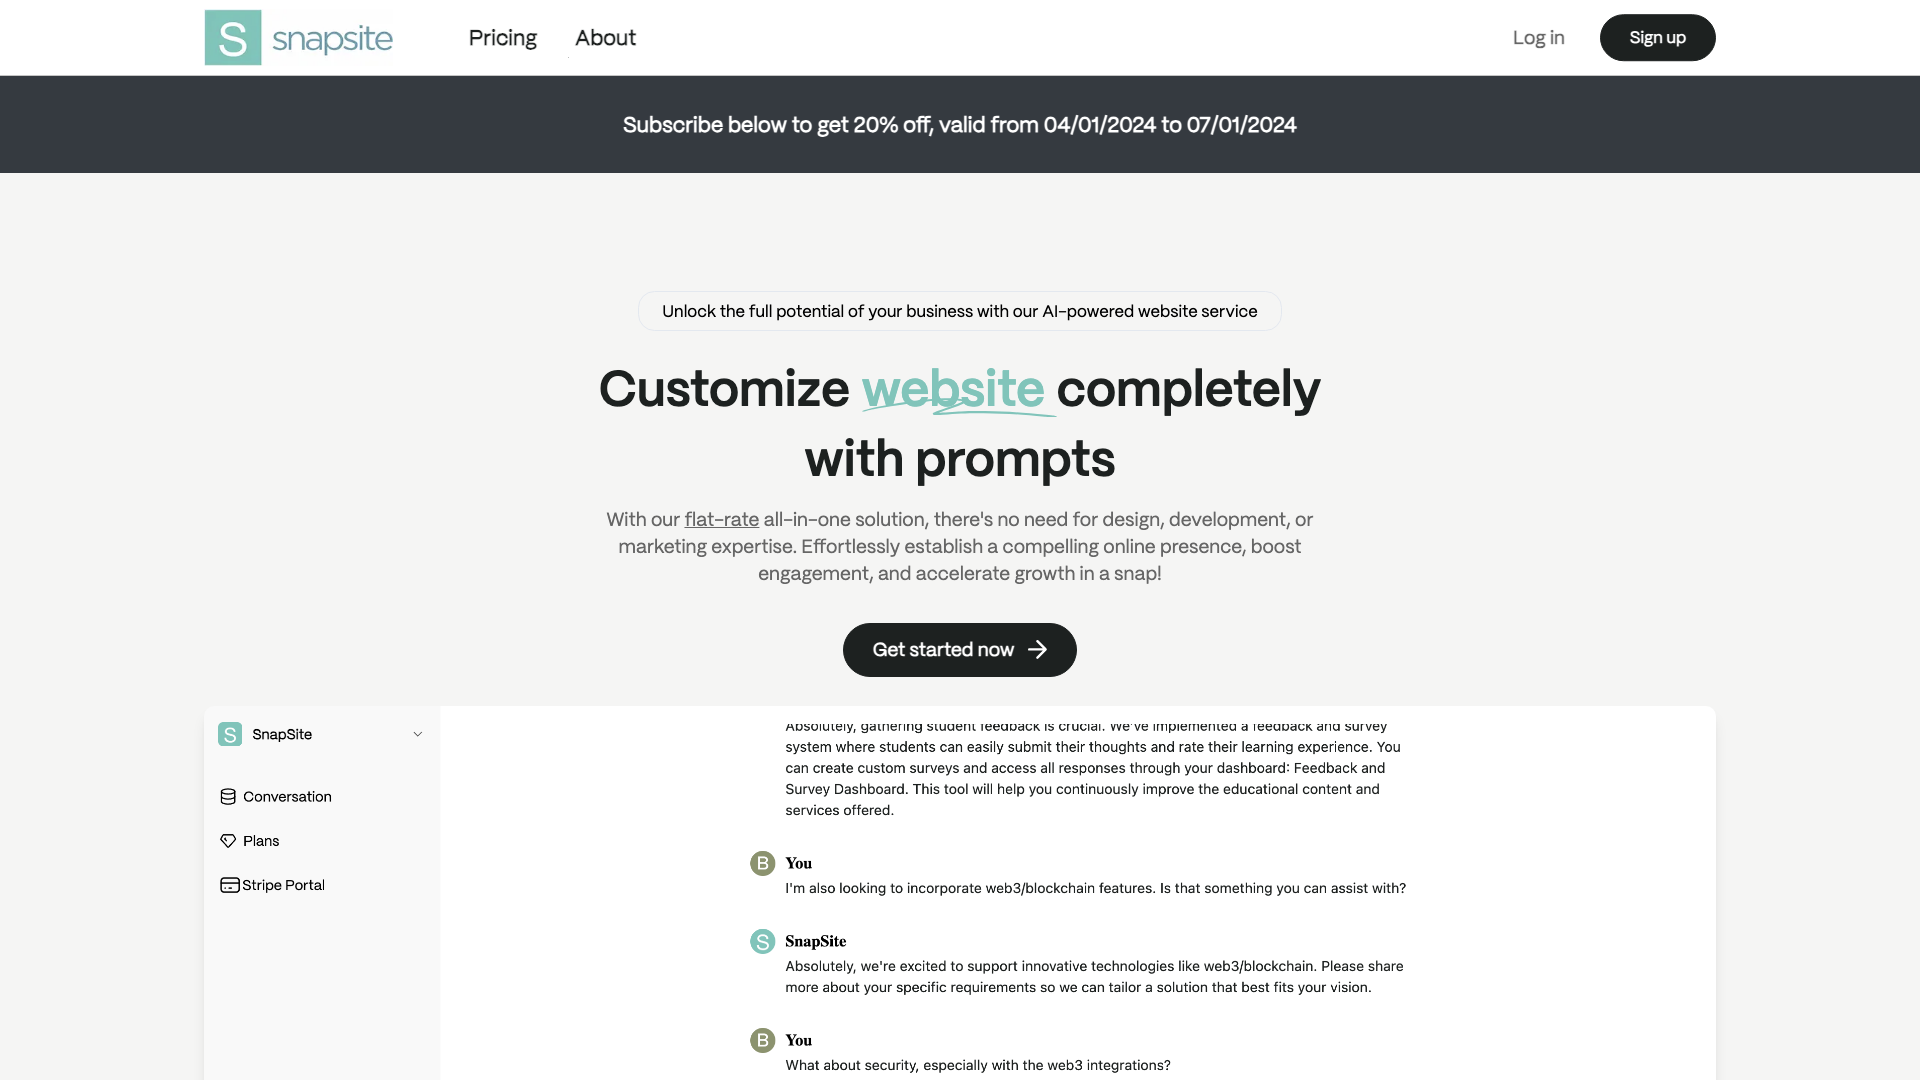 S snapsite
Pricing
About
Log in
Sign up
Subscribe below to get 20% off, valid from 04/01/2024 to 07/01/2024
Unlock the full potential of your business with our AI-powered website service
Customize website completely
with prompts
With our flat-rate all-in-one solution, there's no need for design, development, or
marketing expertise. Effortlessly establish a compelling online presence, boost
engagement, and accelerate growth in a snap!
Get started now
S SnapSite
Conversation
Plans
Stripe Portal
Absolutely, gathering student feedback is crucial. We've implemented a feedback and survey
system where students can easily submit their thoughts and rate their learning experience. You
can create custom surveys and access all responses through your dashboard: Feedback and
Survey Dashboard. This tool will help you continuously improve the educational content and
services offered.
B You
I'm also looking to incorporate web3/blockchain features. Is that something you can assist with?
S SnapSite
Absolutely, we're excited to support innovative technologies like web3/blockchain. Please share
more about your specific requirements so we can tailor a solution that best fits your vision.
B You
What about security, especially with the web3 integrations?